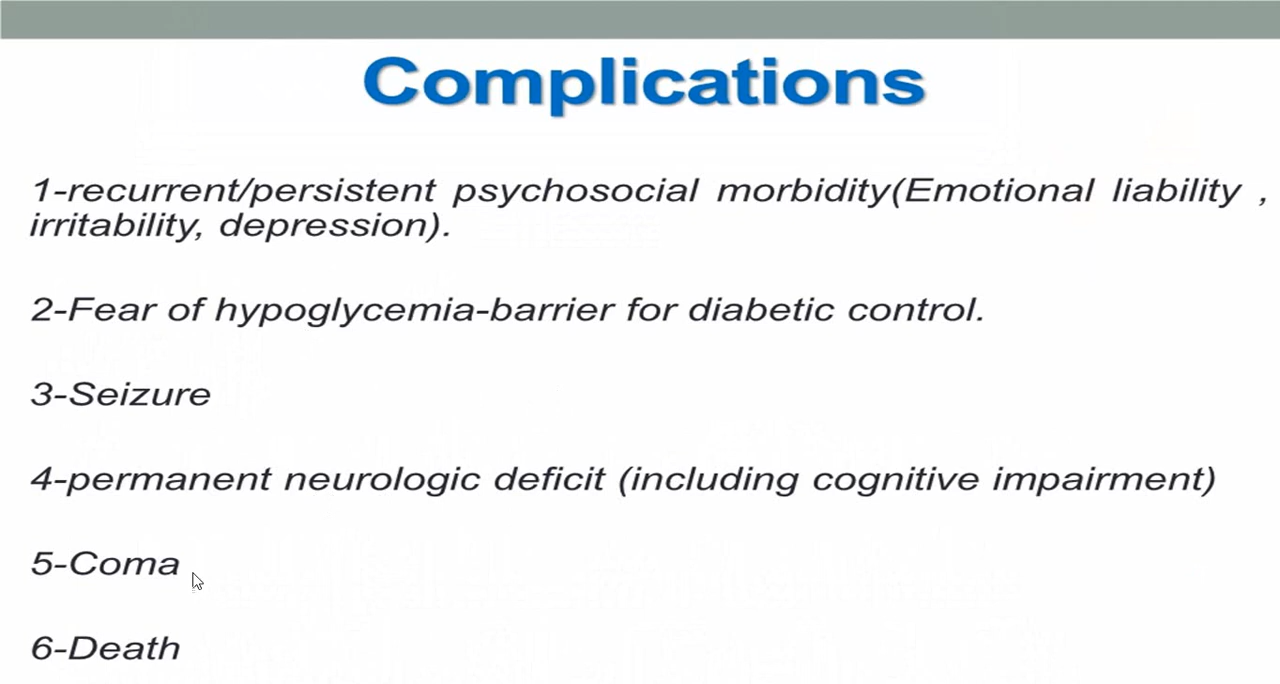 Complications
1-recurrent/persistent psychosocial morbidity(Emotional liability ,
irritability, depression).
2-Fear of hypoglycemia-barrier for diabetic control.
3-Seizure
4-permanent neurologic deficit (including cognitive impairment)
5-Coma
6-Death